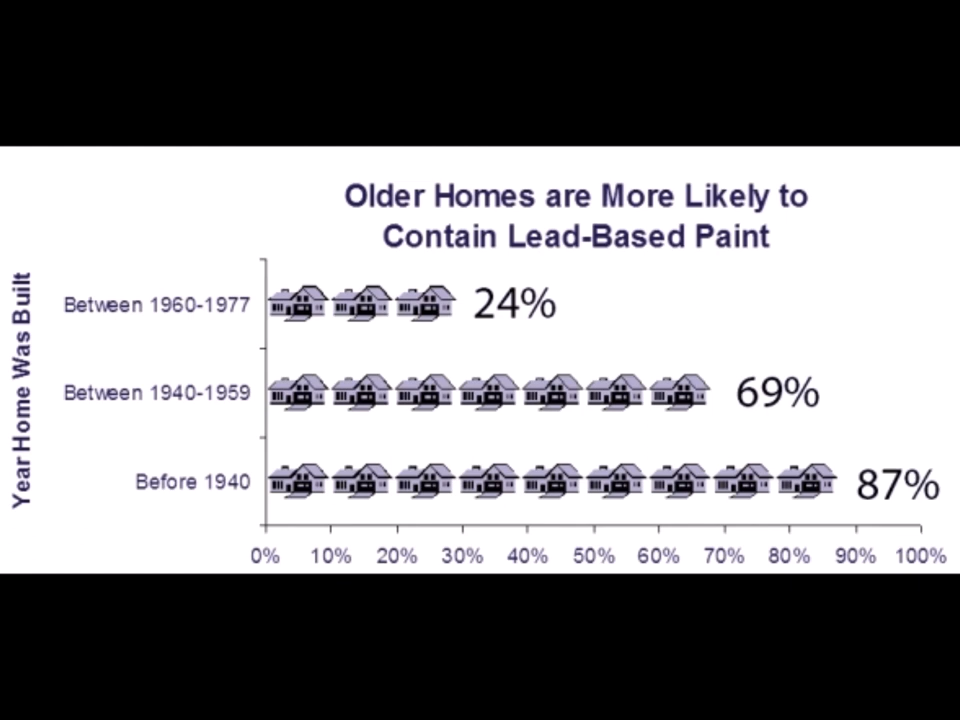 Older Homes are More Likely to
Contain Lead-Based Paint
Year Home Was Built
Between 1960-1977
24%
Between 1940-1959
69%
Before 1940
87%
0% 10% 20% 30% 40% 50% 60% 70% 80% 90% 100%